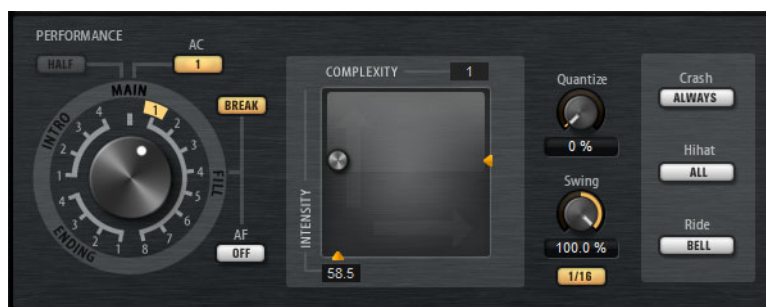 PERFORMANCE
HALF
AC
1
MAIN
BREAK
INTRO
1
2
3
4
FILL
1
2
3
4
5
6
7
8
ENDING
1
2
3
4
AF
OFF
COMPLEXITY
1
INTENSITY
58.5
Quantize
0 %
Swing
100.0 %
1/16
Crash
ALWAYS
Hihat
ALL
Ride
BELL